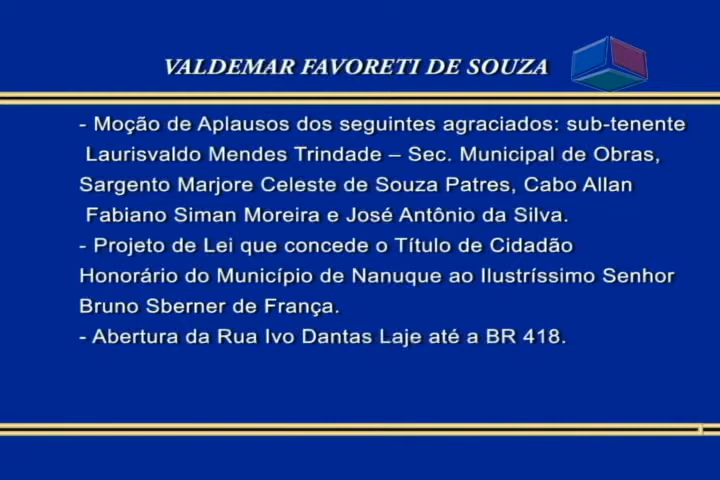 VALDEMAR FAVORETI DE SOUZA
- Moção de Aplausos dos seguintes agraciados: sub-tenente
Laurisvaldo Mendes Trindade – Sec. Municipal de Obras,
Sargento Marjore Celeste de Souza Patres, Cabo Allan
Fabiano Siman Moreira e José Antônio da Silva.
- Projeto de Lei que concede o Título de Cidadão
Honorário do Município de Nanuque ao Ilustríssimo Senhor
Bruno Sberner de França.
- Abertura da Rua Ivo Dantas Laje até a BR 418.